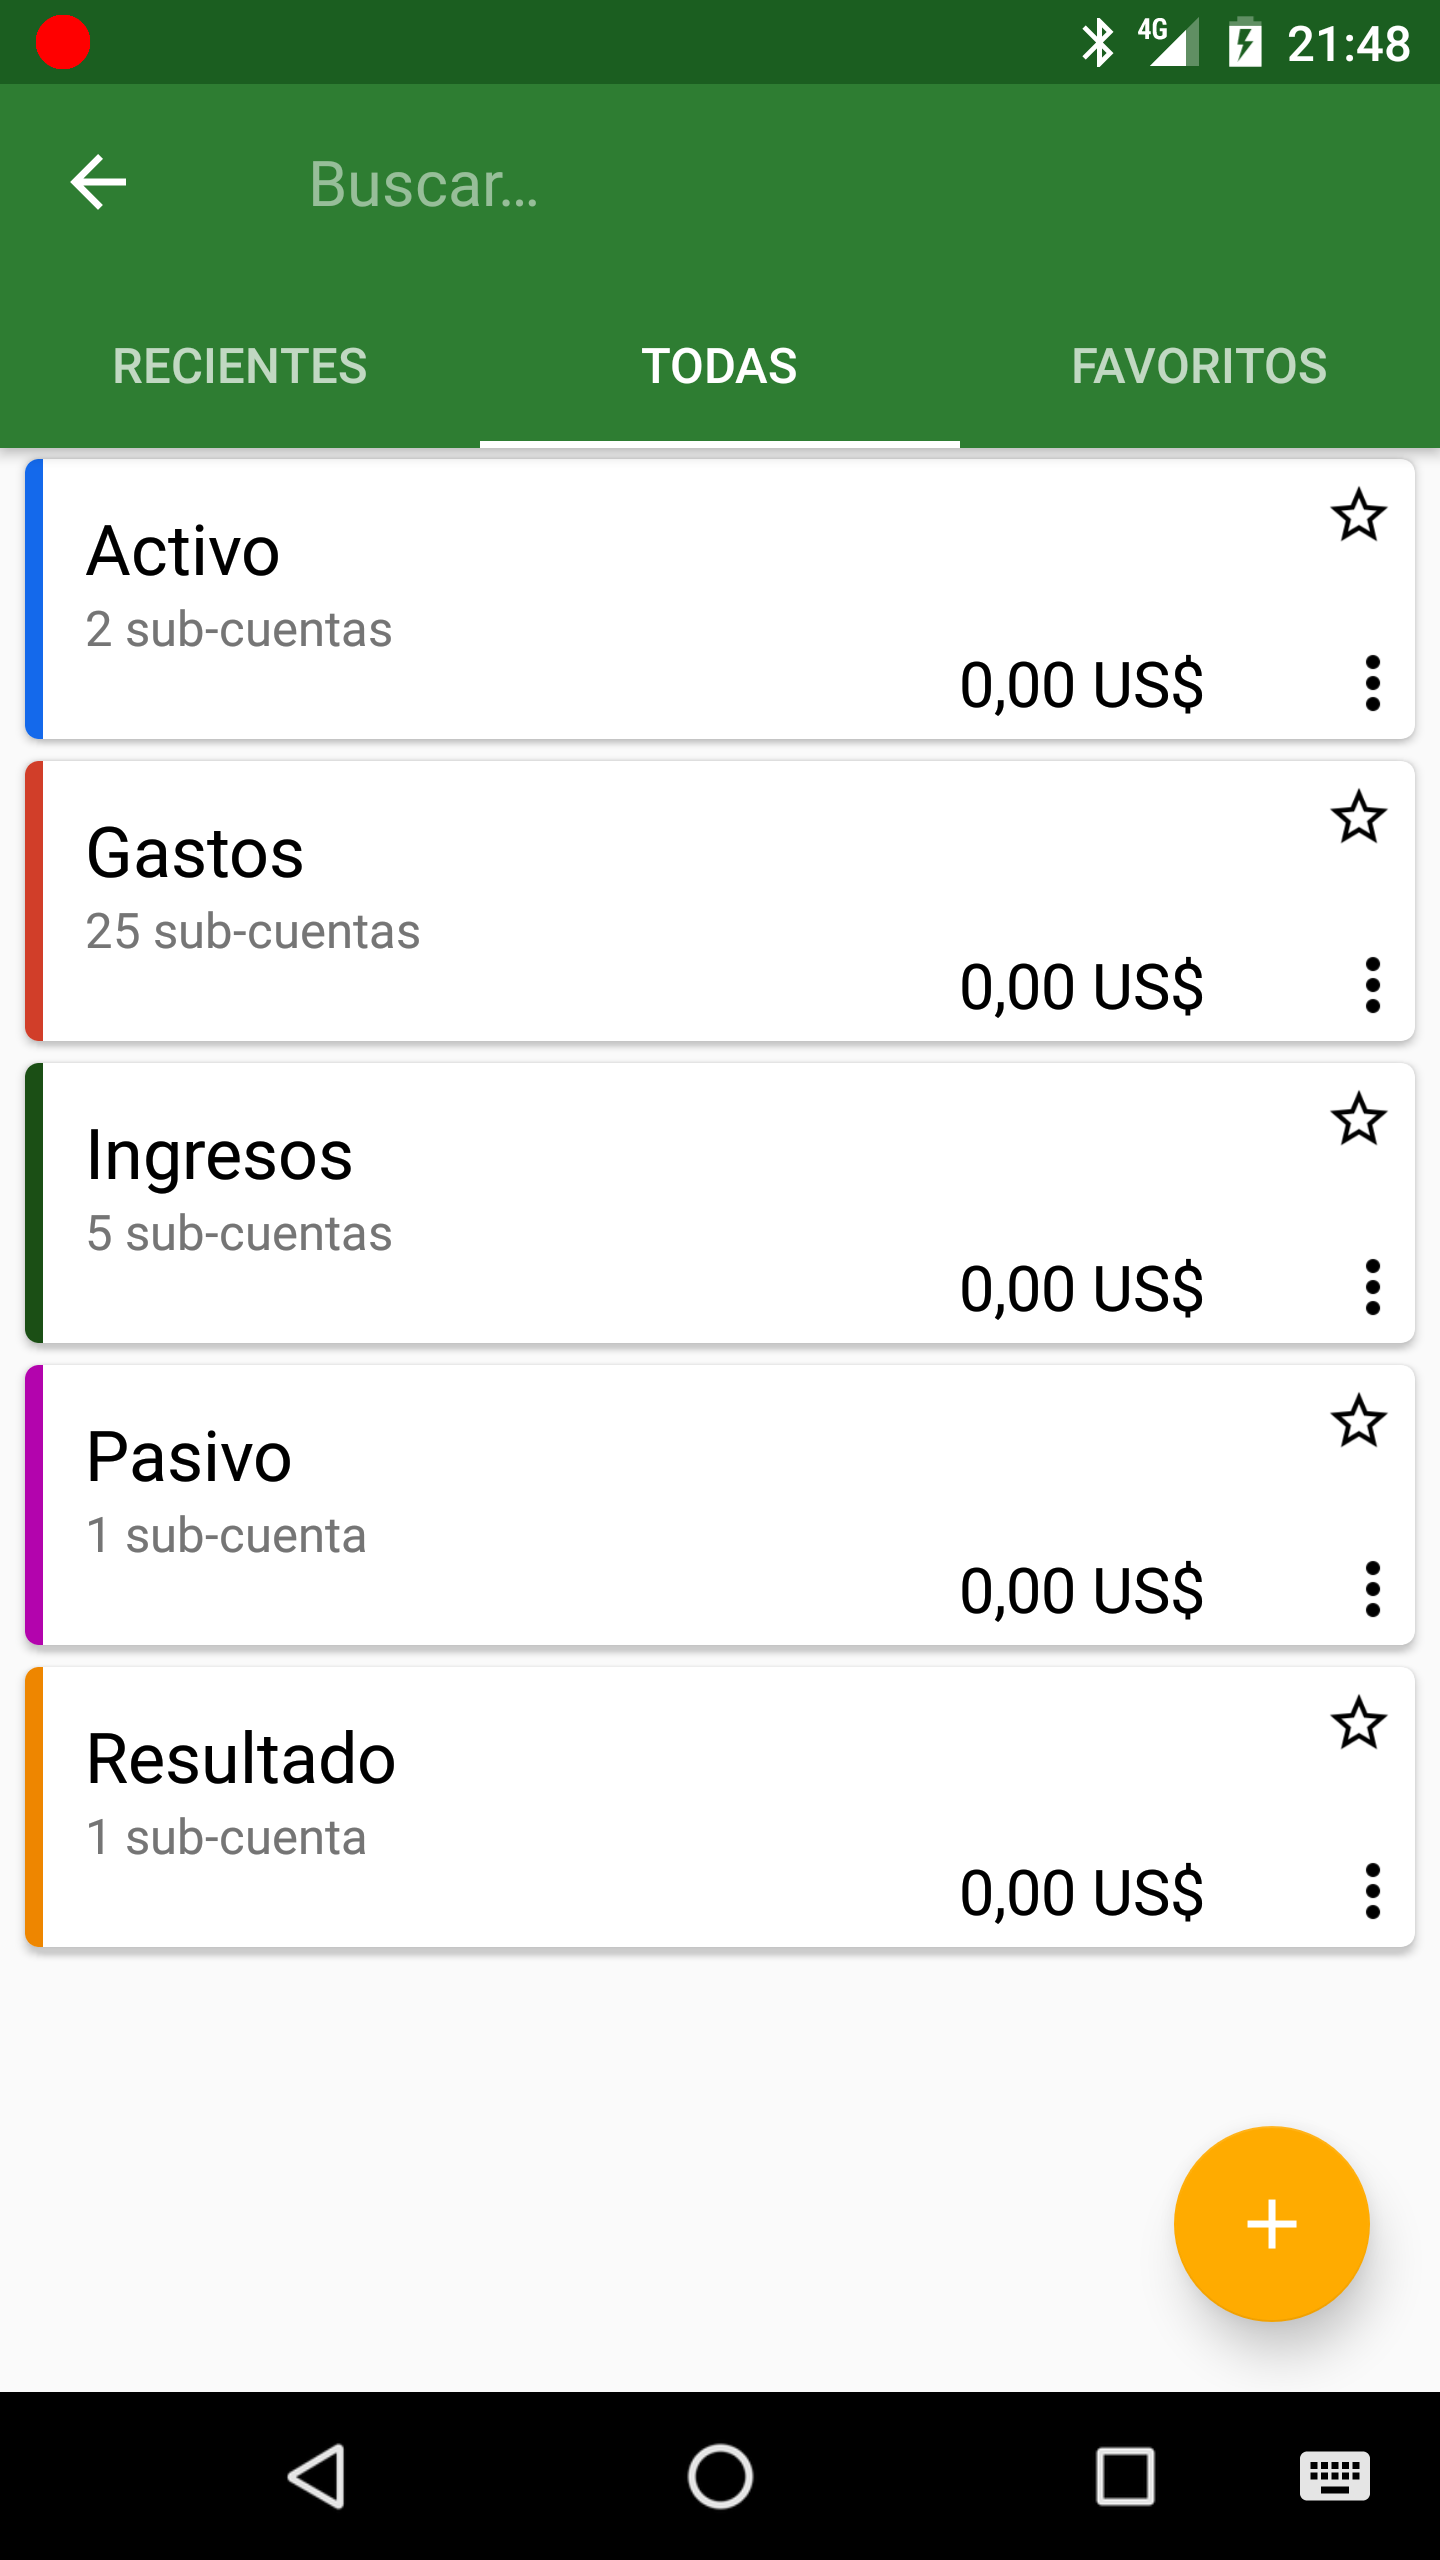 4G 21:48
Buscar...
RECIENTES TODAS FAVORITOS
Activo
2 sub-cuentas
0,00 US$
Gastos
25 sub-cuentas
0,00 US$
Ingresos
5 sub-cuentas
0,00 US$
Pasivo
1 sub-cuenta
0,00 US$
Resultado
1 sub-cuenta
0,00 US$